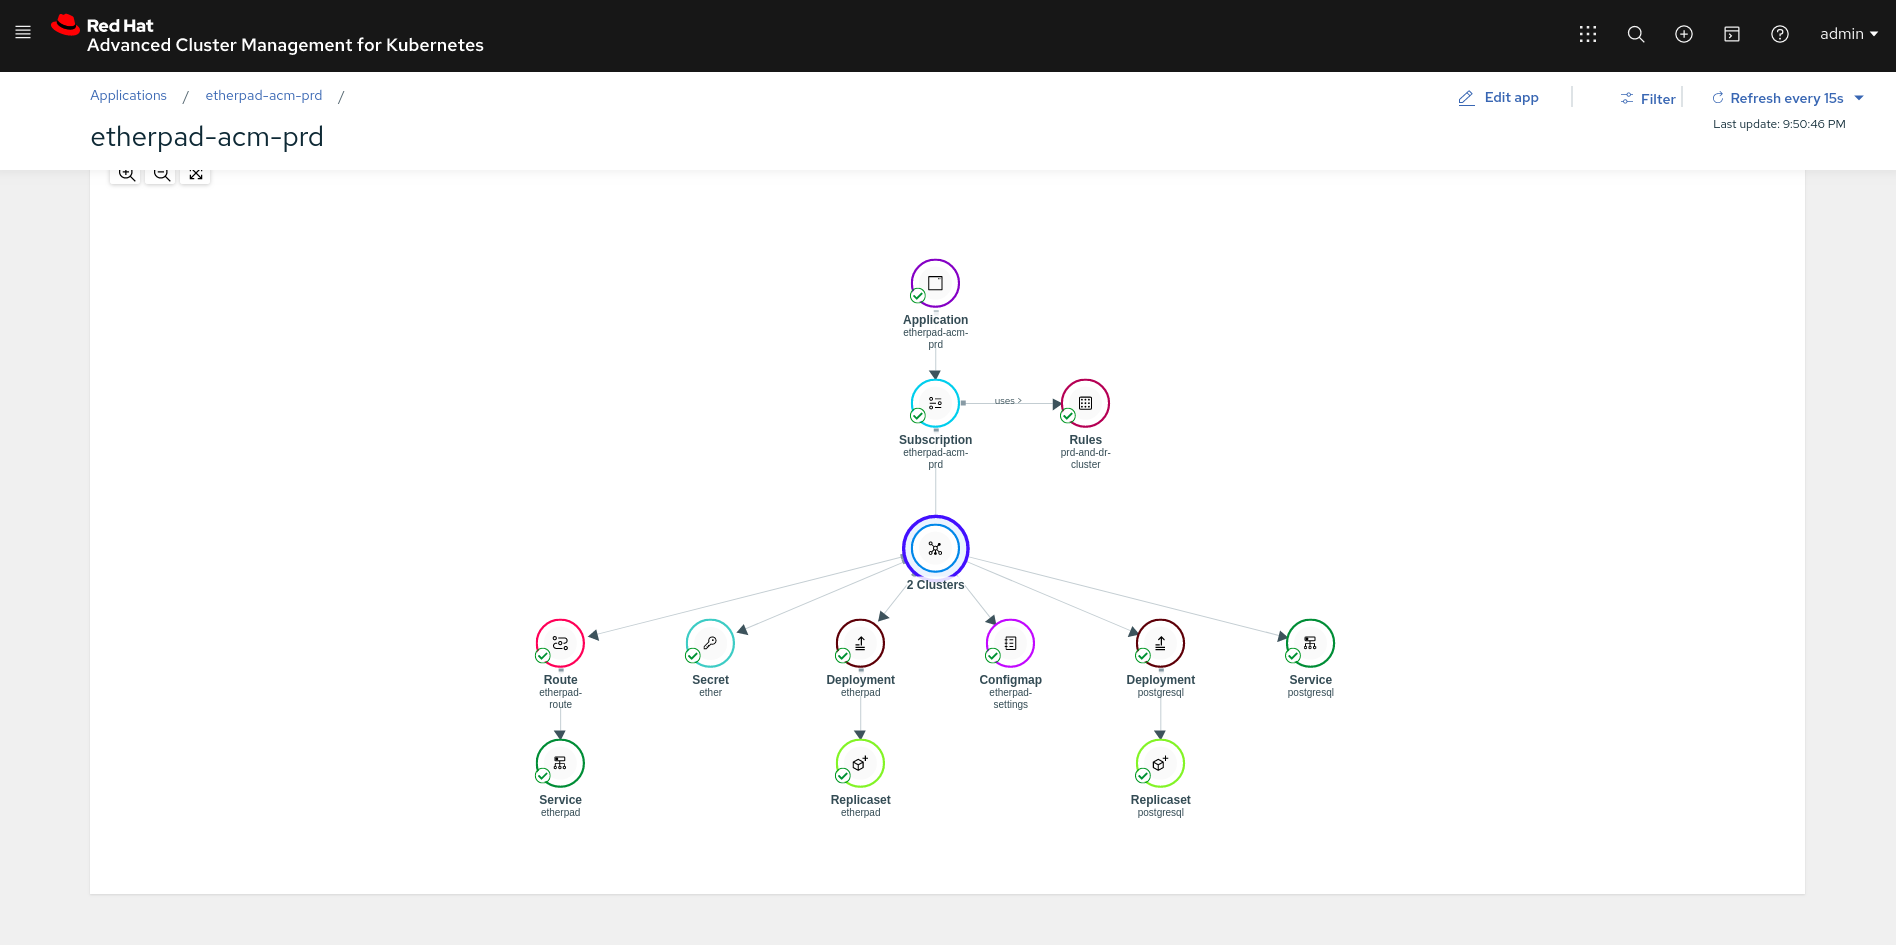 Red Hat
Advanced Cluster Management for Kubernetes
admin
Applications / etherpad-acm-prd /
Edit app
Filter
Refresh every 15s
Last update: 9:50:46 PM
etherpad-acm-prd
Application
etherpad-acm-
prd
uses >
Subscription
etherpad-acm-
prd
Rules
prd-and-dr-
cluster
2 Clusters
Route
etherpad-
route
Secret
ether
Deployment
etherpad
Configmap
etherpad-
settings
Deployment
postgresql
Service
postgresql
Service
etherpad
Replicaset
etherpad
Replicaset
postgresql